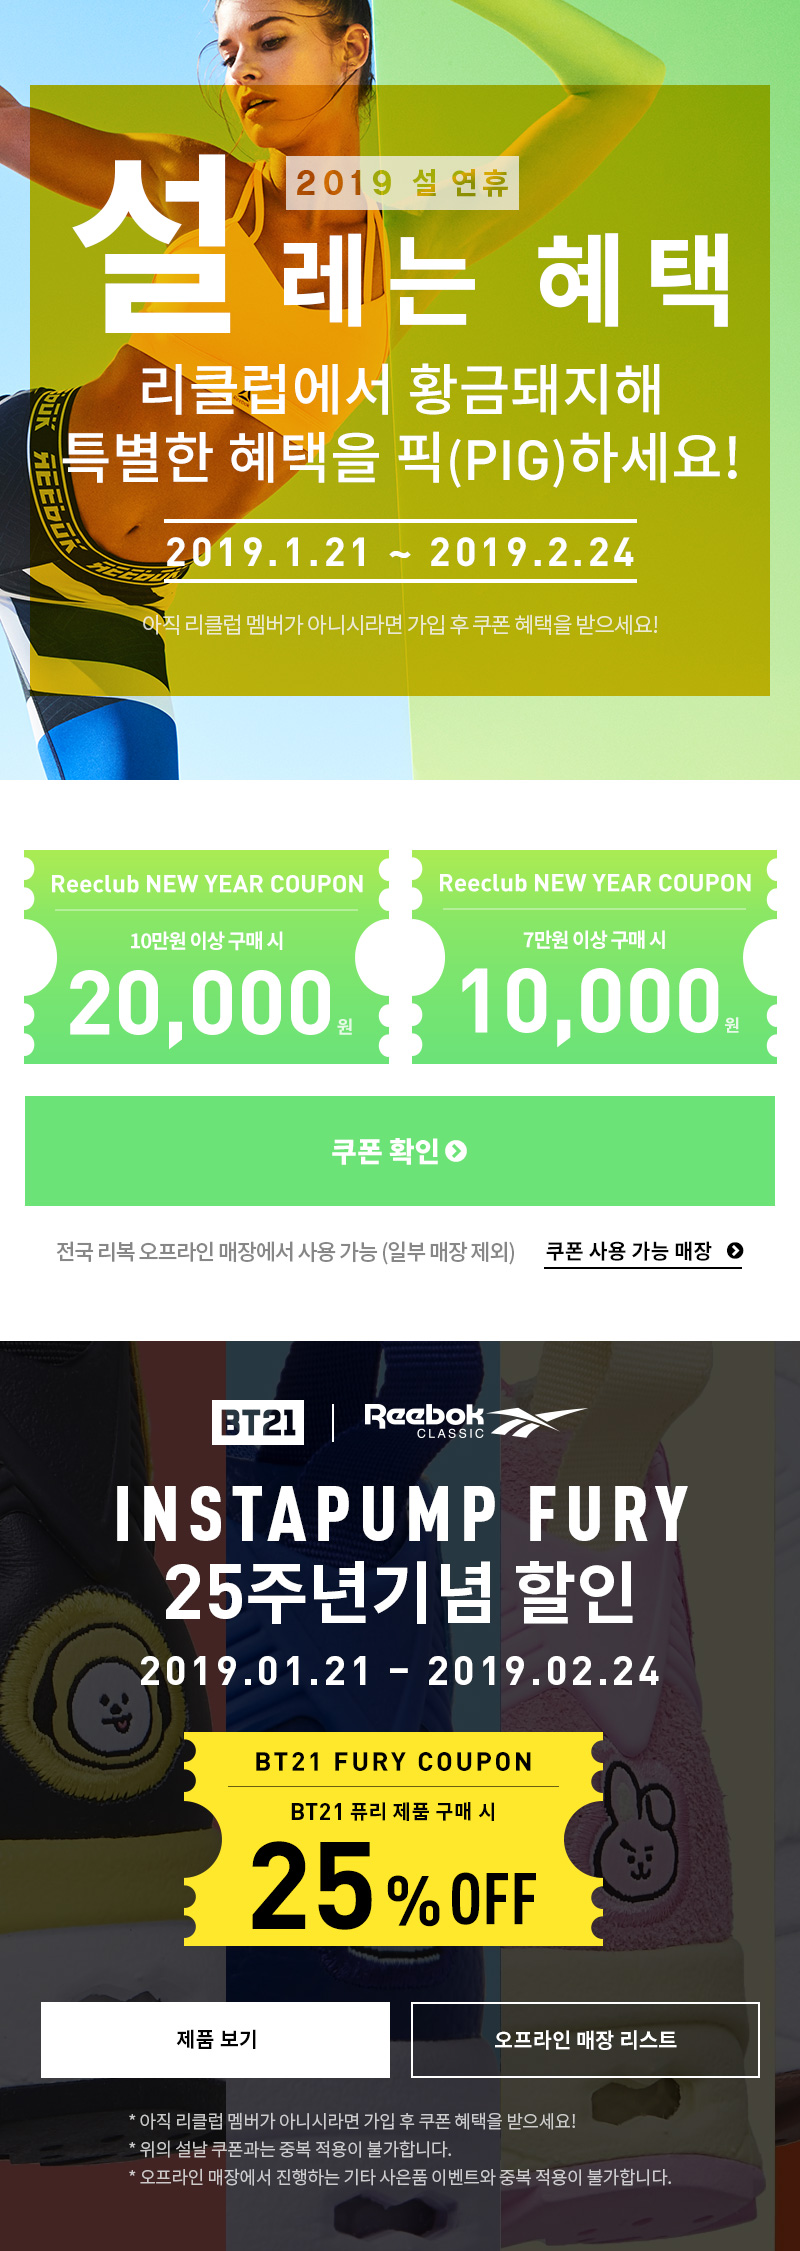 2019 설 연휴
설레는 혜택
리클럽에서 황금돼지해
특별한 혜택을 픽(PIG)하세요!
2019.1.21 ~ 2019.2.24
아직 리클럽 멤버가 아니시라면 가입 후 쿠폰 혜택을 받으세요!
Reebok
Reebok
Reebok
Reeclub NEW YEAR COUPON
10만원 이상 구매 시
20,000원
Reeclub NEW YEAR COUPON
7만원 이상 구매 시
10,000원
쿠폰 확인
전국 리복 오프라인 매장에서 사용 가능 (일부 매장 제외)
쿠폰 사용 가능 매장
BT21 | Reebok CLASSIC
INSTAPUMP FURY
25주년기념 할인
2019.01.21 - 2019.02.24
BT21 FURY COUPON
BT21 퓨리 제품 구매 시
25% OFF
제품 보기
오프라인 매장 리스트
* 아직 리클럽 멤버가 아니시라면 가입 후 쿠폰 혜택을 받으세요!
* 위의 설날 쿠폰과는 중복 적용이 불가합니다.
* 오프라인 매장에서 진행하는 기타 사은품 이벤트와 중복 적용이 불가합니다.